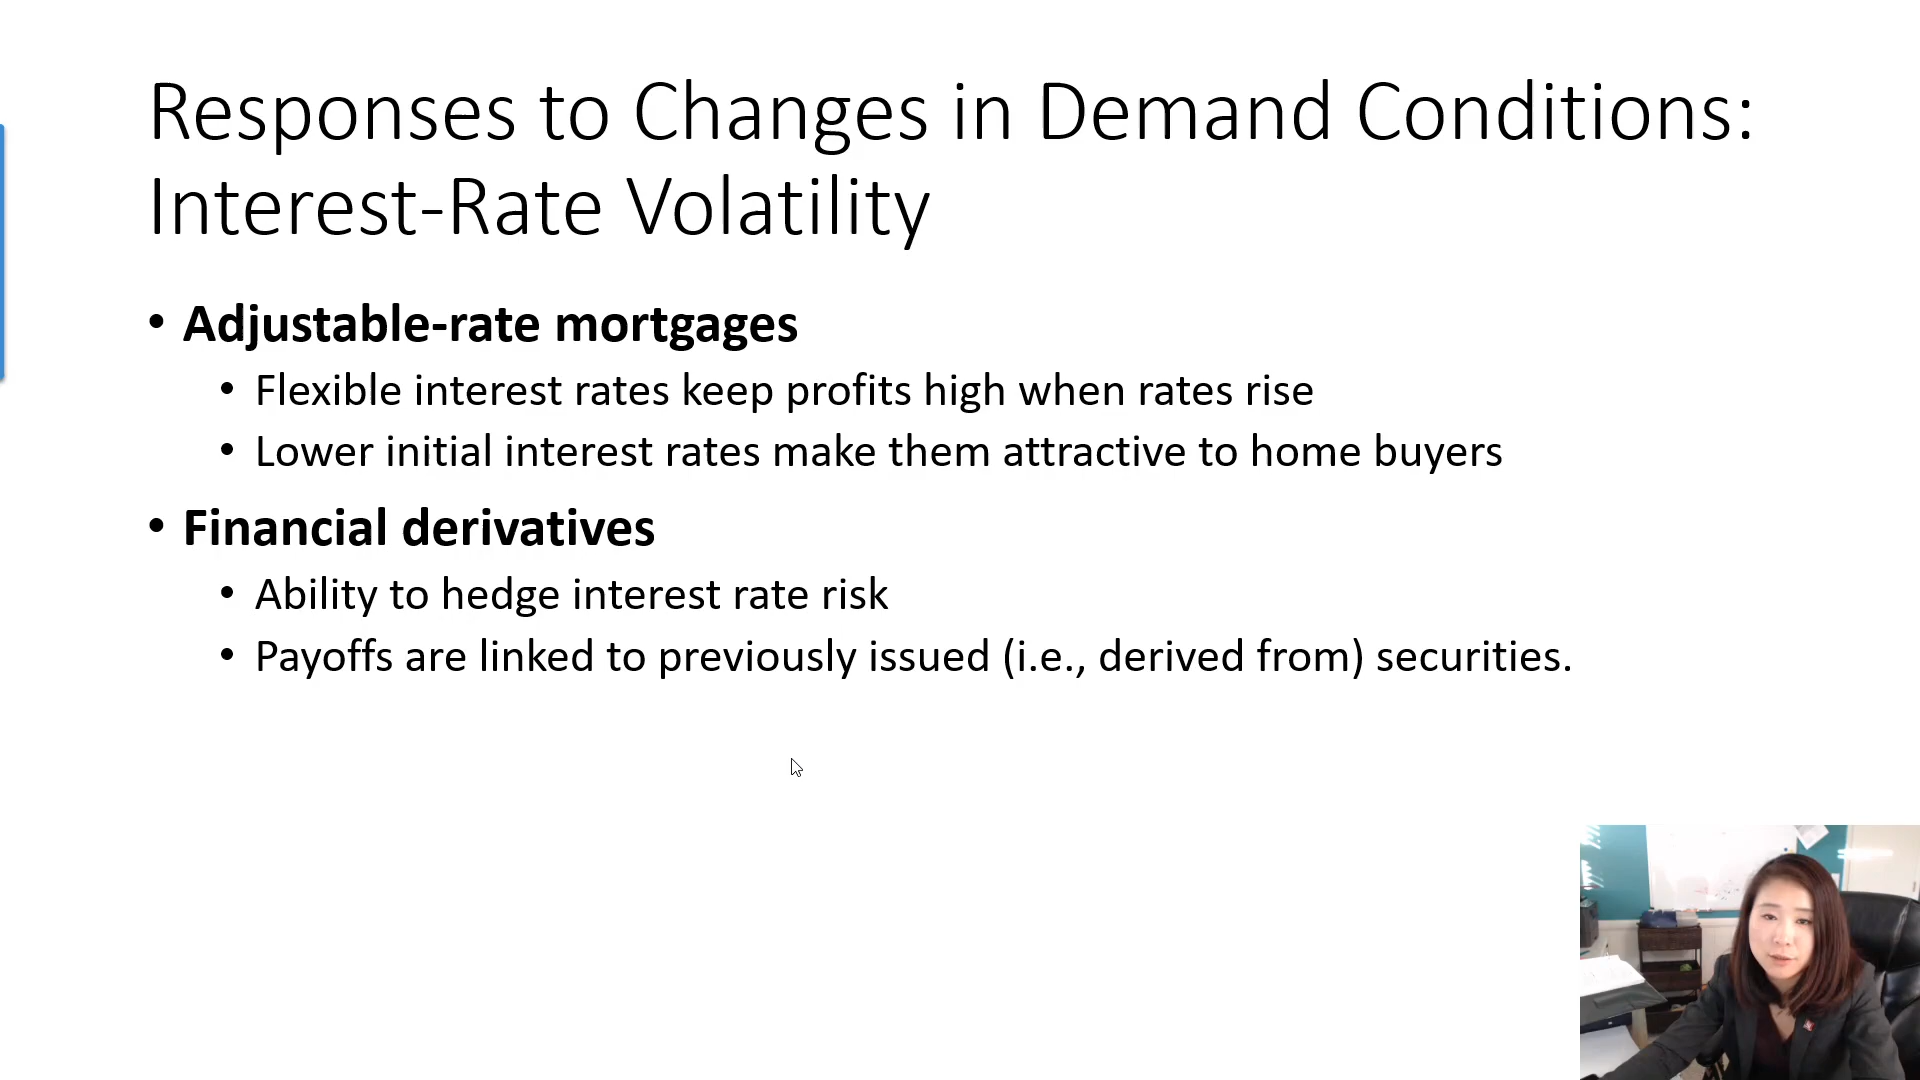 Responses to Changes in Demand Conditions:
Interest-Rate Volatility
• Adjustable-rate mortgages
• Flexible interest rates keep profits high when rates rise
• Lower initial interest rates make them attractive to home buyers
• Financial derivatives
• Ability to hedge interest rate risk
• Payoffs are linked to previously issued (i.e., derived from) securities.